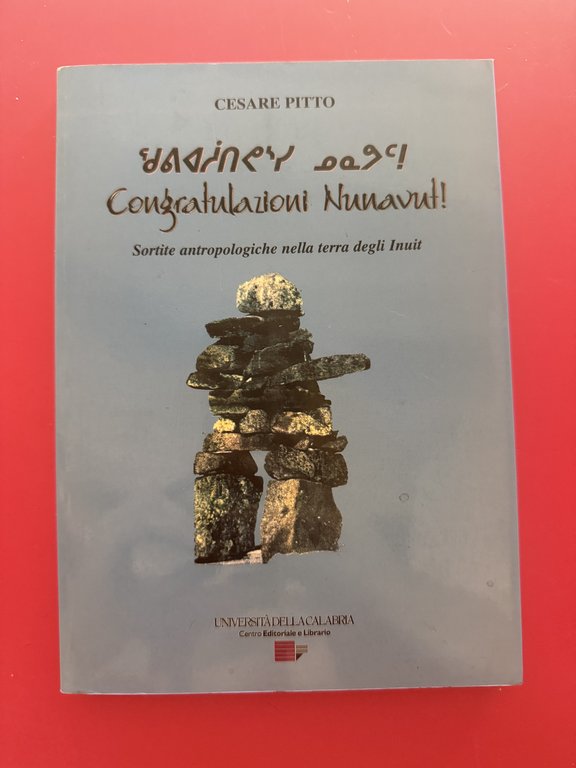 CESARE PITTO
ᓄᓇᕗᑦ!
Congratulazioni Nunavut!
Sortite antropologiche nella terra degli Inuit
UNIVERSITÀ DELLA CALABRIA
Centro Editoriale e Librario